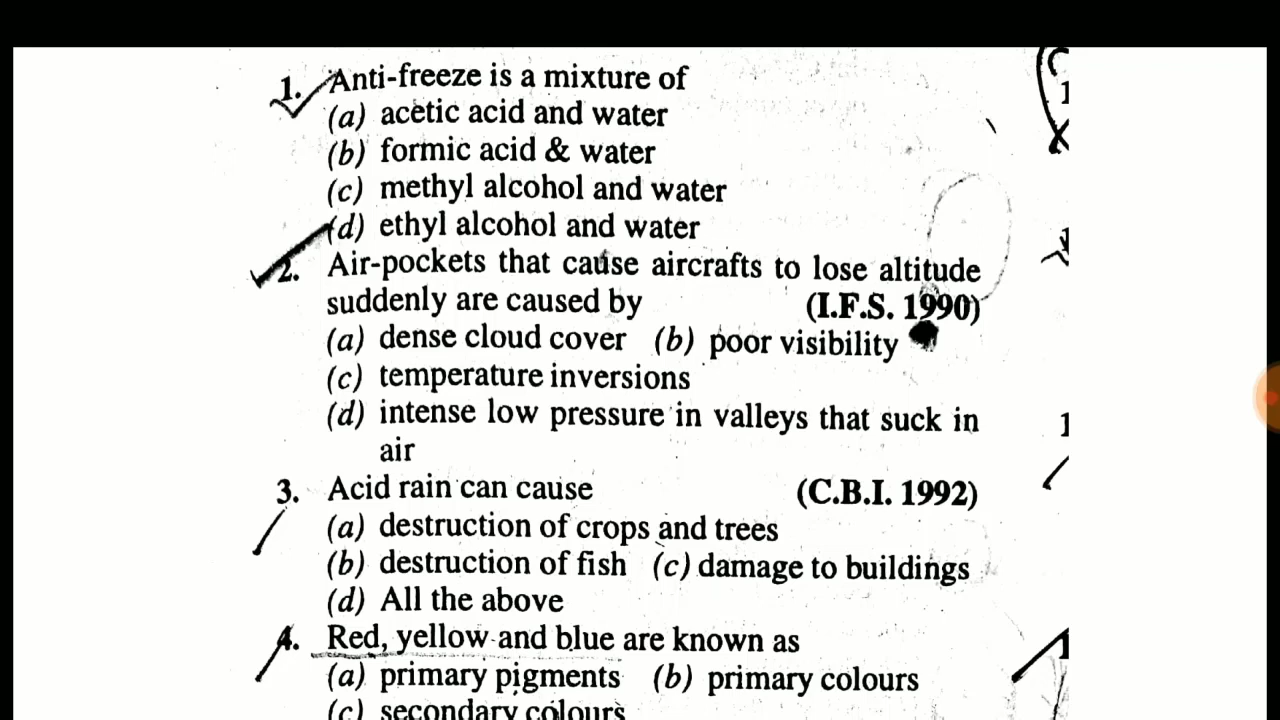 1. Anti-freeze is a mixture of
(a) acetic acid and water
(b) formic acid & water
(c) methyl alcohol and water
(d) ethyl alcohol and water
2. Air-pockets that cause aircrafts to lose altitude
suddenly are caused by (I.F.S. 1990)
(a) dense cloud cover (b) poor visibility
(c) temperature inversions
(d) intense low pressure in valleys that suck in
air
3. Acid rain can cause (C.B.I. 1992)
(a) destruction of crops and trees
(b) destruction of fish (c) damage to buildings
(d) All the above
4. Red, yellow and blue are known as
(a) primary pigments (b) primary colours
(c) secondary colours